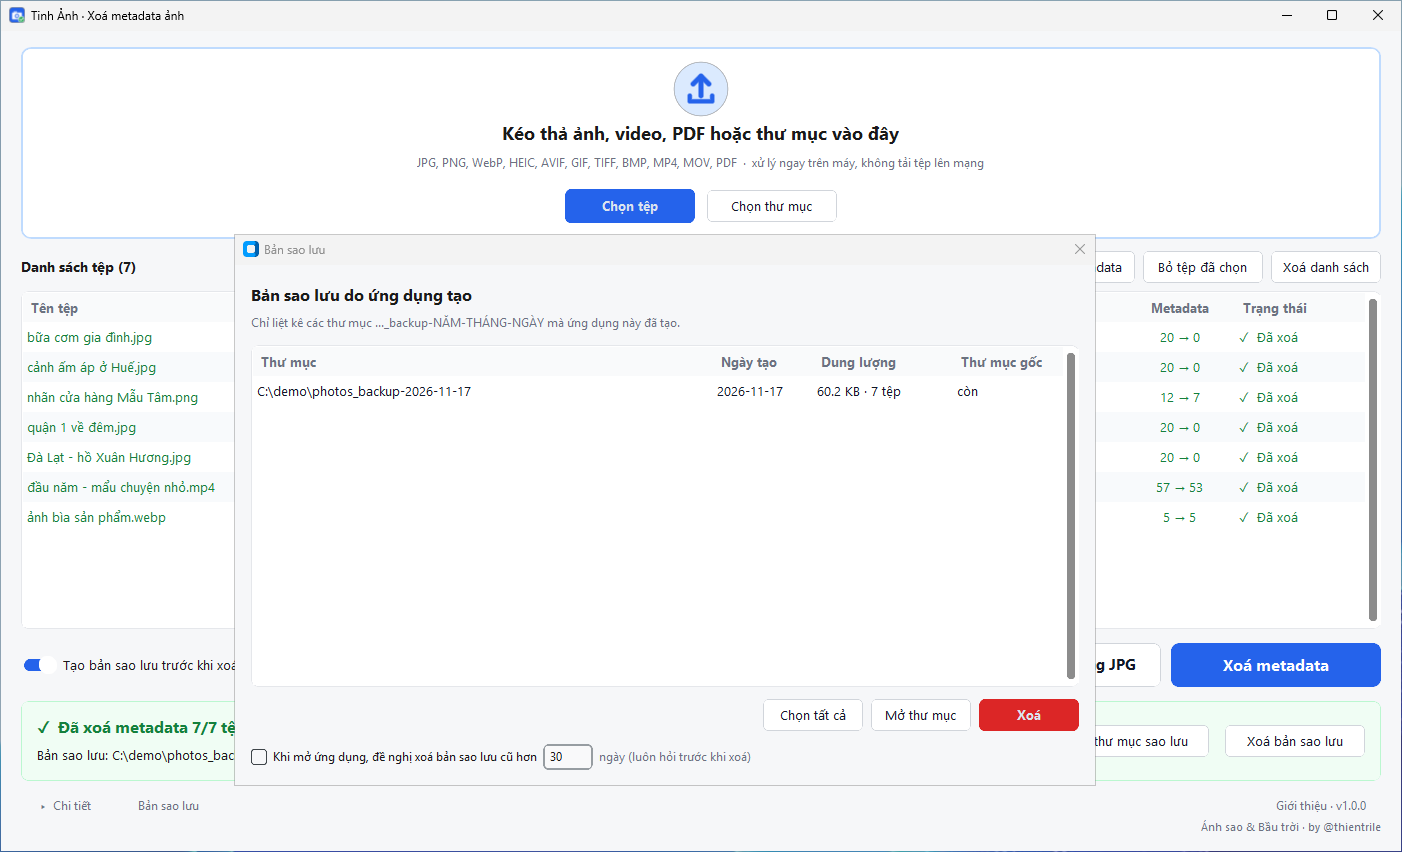 Tinh Ảnh · Xoá metadata ảnh
Kéo thả ảnh, video, PDF hoặc thư mục vào đây
JPG, PNG, WebP, HEIC, AVIF, GIF, TIFF, BMP, MP4, MOV, PDF · xử lý ngay trên máy, không tải tệp lên mạng
Chọn tệp
Chọn thư mục
Danh sách tệp (7)
Bỏ tệp đã chọn
Xoá danh sách
Tên tệp
Metadata
Trạng thái
bữa cơm gia đình.jpg
20 → 0
✓ Đã xoá
cảnh ấm áp ở Huế.jpg
20 → 0
✓ Đã xoá
nhãn cửa hàng Mẫu Tâm.png
12 → 7
✓ Đã xoá
quận 1 về đêm.jpg
20 → 0
✓ Đã xoá
Đà Lạt - hồ Xuân Hương.jpg
20 → 0
✓ Đã xoá
đầu năm - mẩu chuyện nhỏ.mp4
57 → 53
✓ Đã xoá
ảnh bìa sản phẩm.webp
5 → 5
✓ Đã xoá
Bản sao lưu
Bản sao lưu do ứng dụng tạo
Chỉ liệt kê các thư mục ..._backup-NĂM-THÁNG-NGÀY mà ứng dụng này đã tạo.
Thư mục
Ngày tạo
Dung lượng
Thư mục gốc
C:\demo\photos_backup-2026-11-17
2026-11-17
60.2 KB · 7 tệp
còn
Chọn tất cả
Mở thư mục
Xoá
Khi mở ứng dụng, đề nghị xoá bản sao lưu cũ hơn 30 ngày (luôn hỏi trước khi xoá)
Tạo bản sao lưu trước khi xoá
JPG
Xoá metadata
✓ Đã xoá metadata 7/7
Bản sao lưu: C:\demo\photos_bac
thư mục sao lưu
Xoá bản sao lưu
▸ Chi tiết
Bản sao lưu
Giới thiệu · v1.0.0
Ánh sao & Bầu trời · by @thientrile